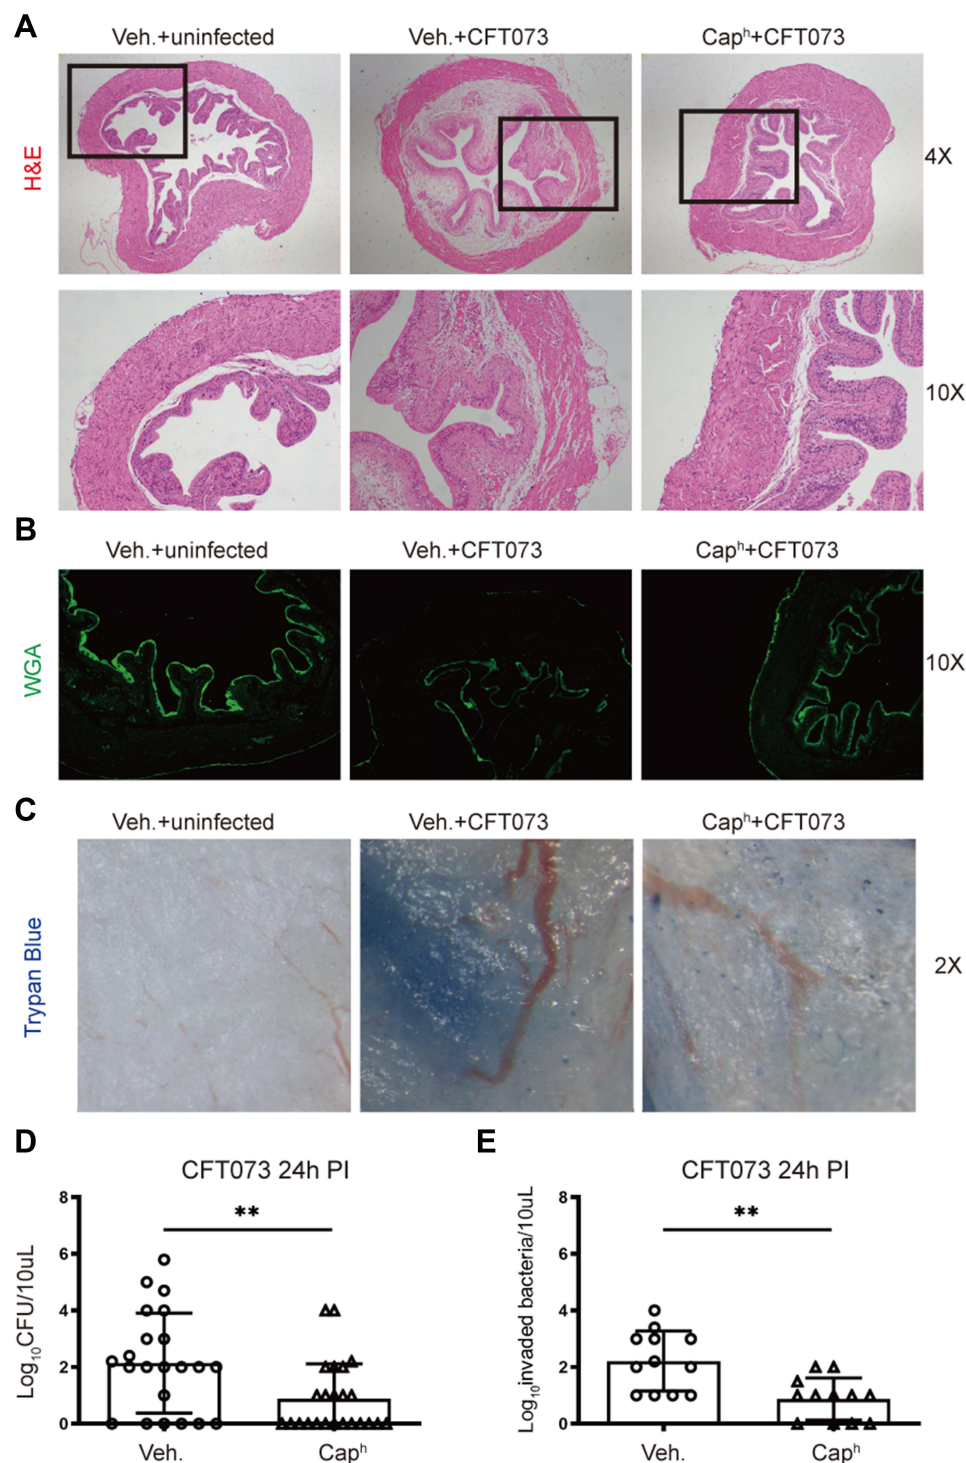 A
Veh.+uninfected Veh.+CFT073 Capʰ+CFT073
H&E
4X
10X
B
Veh.+uninfected Veh.+CFT073 Capʰ+CFT073
WGA
10X
C
Veh.+uninfected Veh.+CFT073 Capʰ+CFT073
Trypan Blue
2X
D
CFT073 24h PI
Log₁₀CFU/10uL
8
**
6
4
2
0
Veh. Capʰ
E
CFT073 24h PI
Log₁₀invaded bacteria/10uL
8
**
6
4
2
0
Veh. Capʰ